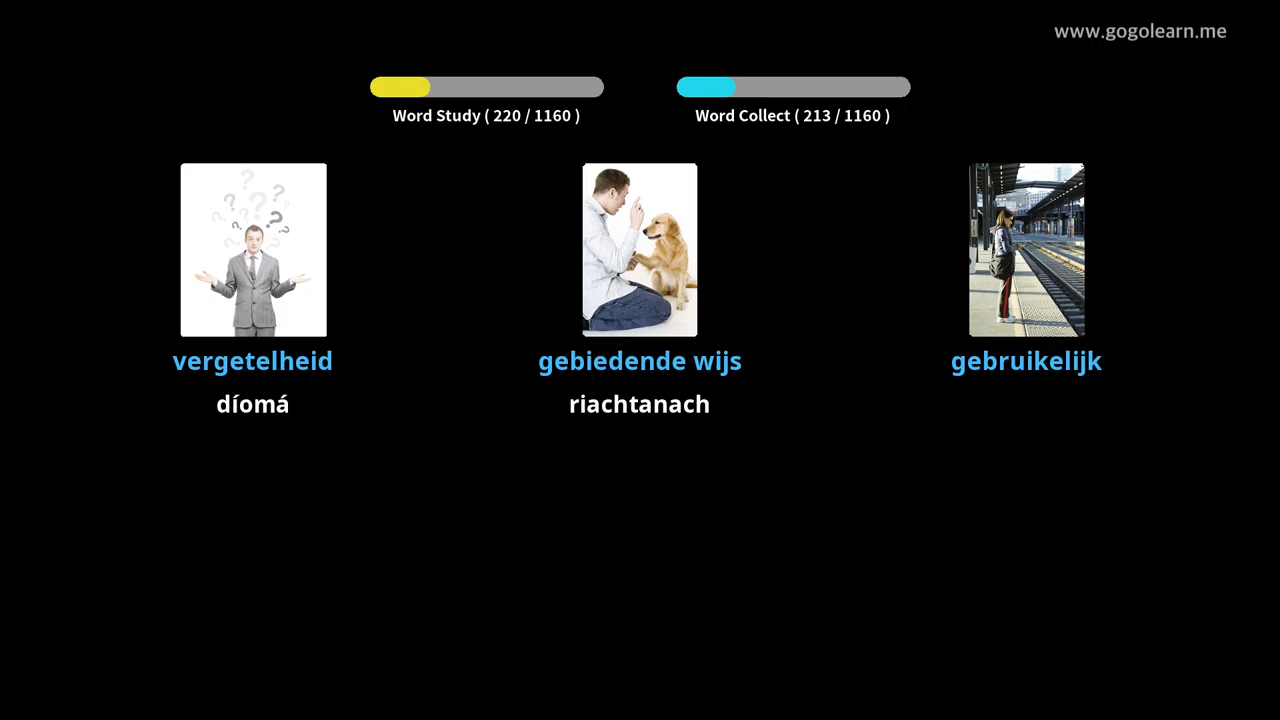 www.gogolearn.me
Word Study ( 220 / 1160 )
Word Collect ( 213 / 1160 )
vergetelheid
gebiedende wijs
gebruikelijk
díomá
riachtanach